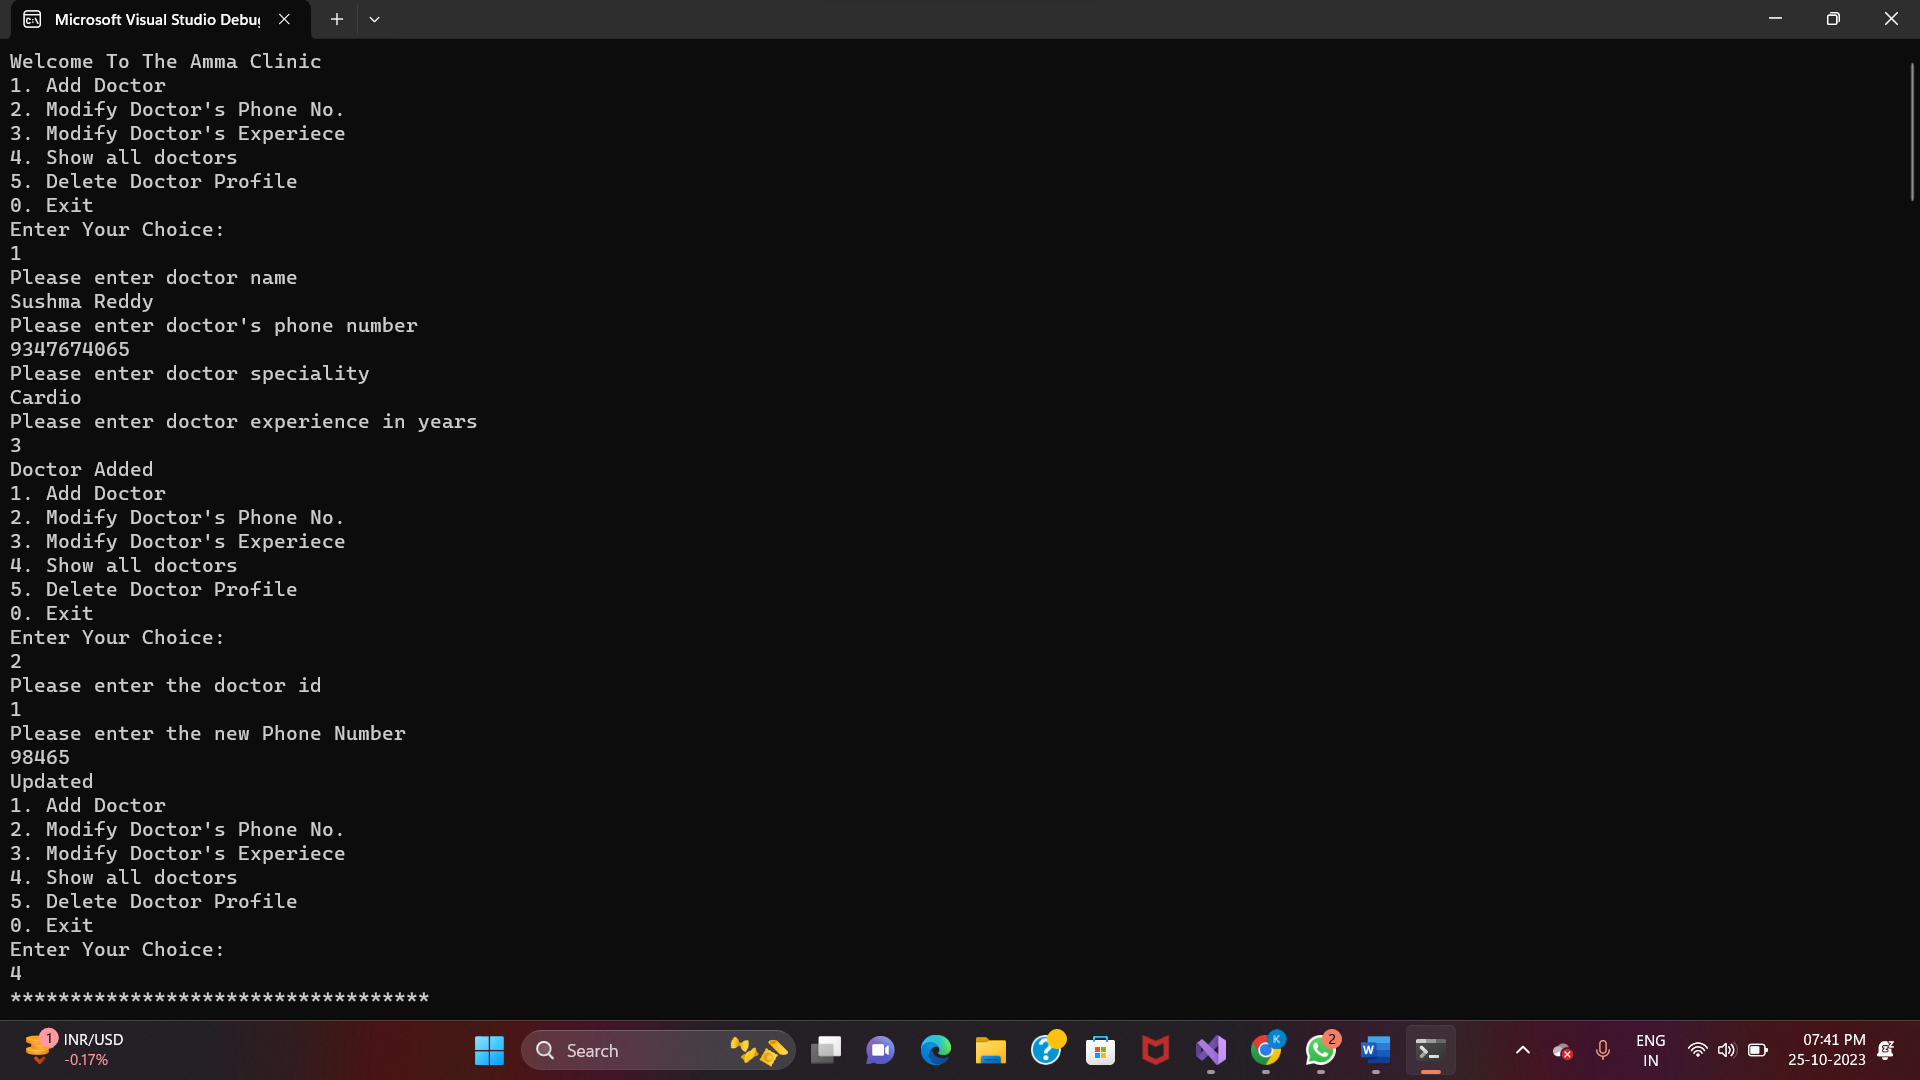 Microsoft Visual Studio Debu
Welcome To The Amma Clinic
1. Add Doctor
2. Modify Doctor's Phone No.
3. Modify Doctor's Experiece
4. Show all doctors
5. Delete Doctor Profile
0. Exit
Enter Your Choice:
1
Please enter doctor name
Sushma Reddy
Please enter doctor's phone number
9347674065
Please enter doctor speciality
Cardio
Please enter doctor experience in years
3
Doctor Added
1. Add Doctor
2. Modify Doctor's Phone No.
3. Modify Doctor's Experiece
4. Show all doctors
5. Delete Doctor Profile
0. Exit
Enter Your Choice:
2
Please enter the doctor id
1
Please enter the new Phone Number
98465
Updated
1. Add Doctor
2. Modify Doctor's Phone No.
3. Modify Doctor's Experiece
4. Show all doctors
5. Delete Doctor Profile
0. Exit
Enter Your Choice:
4
***********************************
1 INR/USD
-0.17%
Search
K
2
W
ENG
IN
07:41 PM
25-10-2023